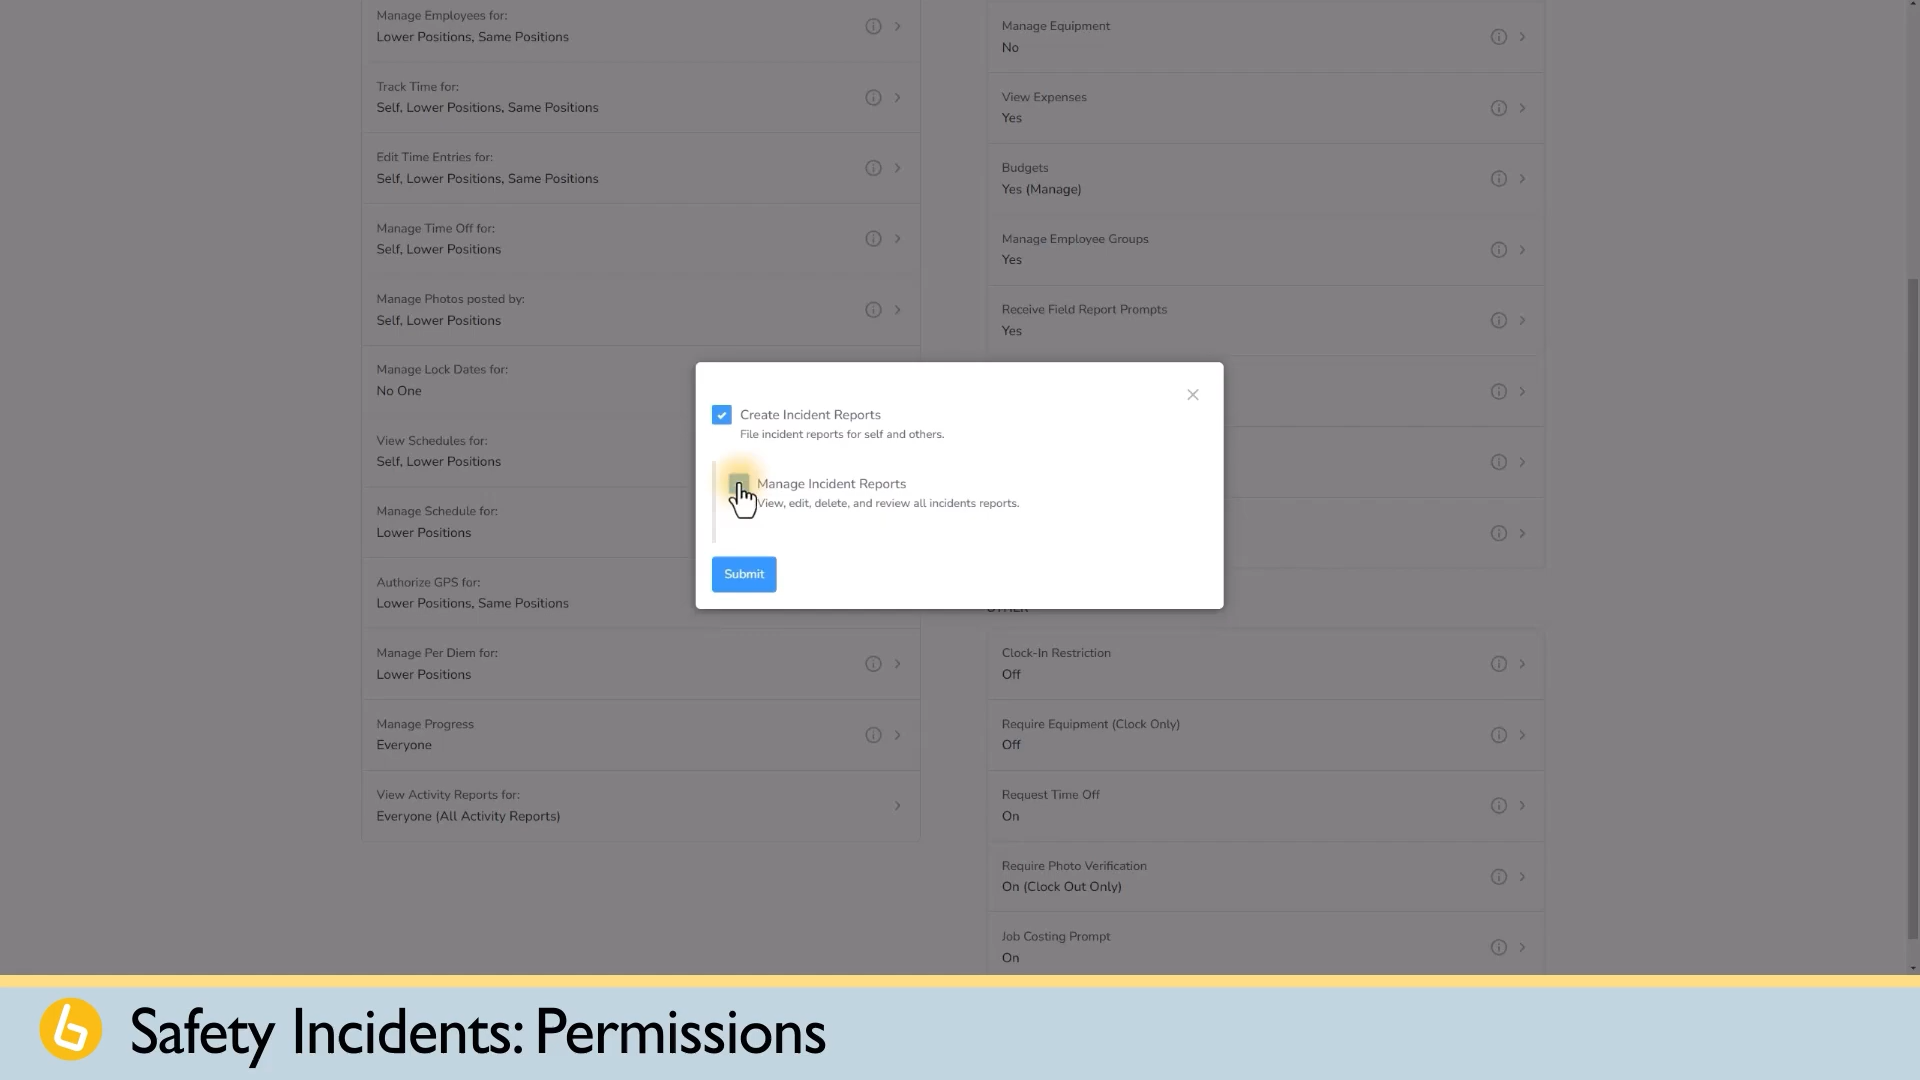 Manage Employees for:
Lower Positions, Same Positions
Track Time for:
Self, Lower Positions, Same Positions
Edit Time Entries for:
Self, Lower Positions, Same Positions
Manage Time Off for:
Self, Lower Positions
Manage Photos posted by:
Self, Lower Positions
Manage Lock Dates for:
No One
View Schedules for:
Self, Lower Positions
Manage Schedule for:
Lower Positions
Authorize GPS for:
Lower Positions, Same Positions
Manage Per Diem for:
Lower Positions
Manage Progress
Everyone
View Activity Reports for:
Everyone (All Activity Reports)
Manage Equipment
No
View Expenses
Yes
Budgets
Yes (Manage)
Manage Employee Groups
Yes
Receive Field Report Prompts
Yes
Create Incident Reports
File incident reports for self and others.
Manage Incident Reports
View, edit, delete, and review all incidents reports.
Submit
Clock-In Restriction
Off
Require Equipment (Clock Only)
Off
Request Time Off
On
Require Photo Verification
On (Clock Out Only)
Job Costing Prompt
On
Safety Incidents: Permissions